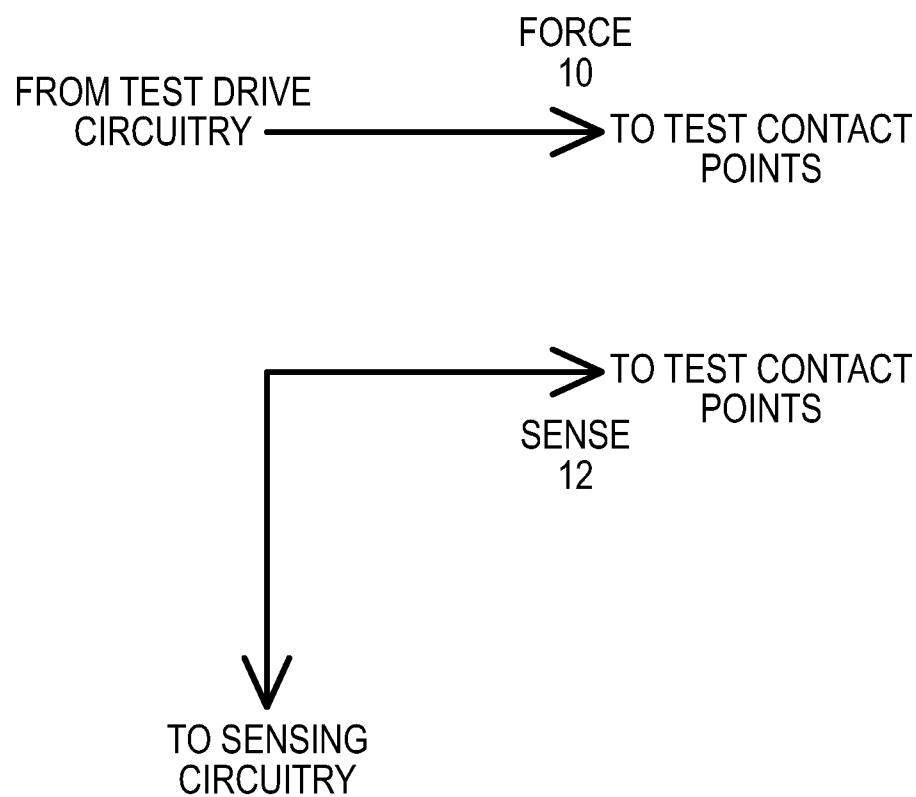 FORCE
10
FROM TEST DRIVE
CIRCUITRY
TO TEST CONTACT
POINTS
TO TEST CONTACT
POINTS
SENSE
12
TO SENSING
CIRCUITRY